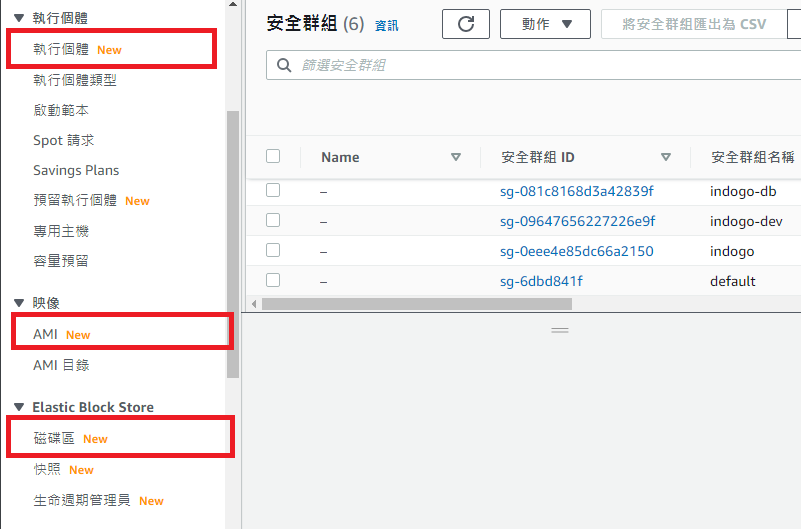 執行個體
執行個體 New
執行個體類型
啟動範本
Spot 請求
Savings Plans
預留執行個體 New
專用主機
容量預留
映像
AMI New
AMI 目錄
Elastic Block Store
磁碟區 New
快照 New
生命週期管理員 New
安全群組 (6) 資訊
動作
將安全群組匯出為 CSV
篩選安全群組
Name 安全群組 ID 安全群組名稱
– sg-081c8168d3a42839f indogo-db
– sg-09647656227226e9f indogo-dev
– sg-0eee4e85dc66a2150 indogo
– sg-6dbd841f default